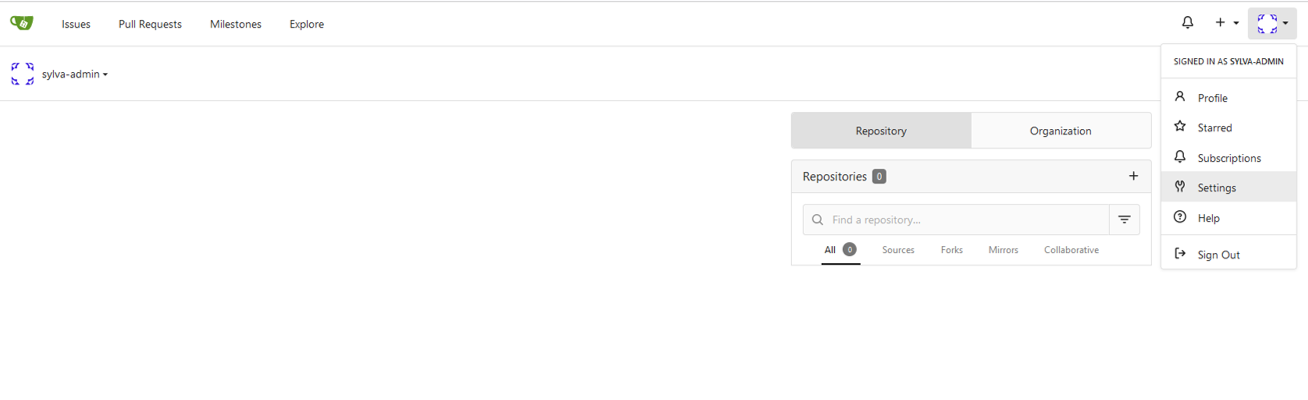 Issues Pull Requests Milestones Explore
sylva-admin
SIGNED IN AS SYLVA-ADMIN
Profile
Starred
Subscriptions
Settings
Help
Sign Out
Repository Organization
Repositories 0
Find a repository...
All 0 Sources Forks Mirrors Collaborative